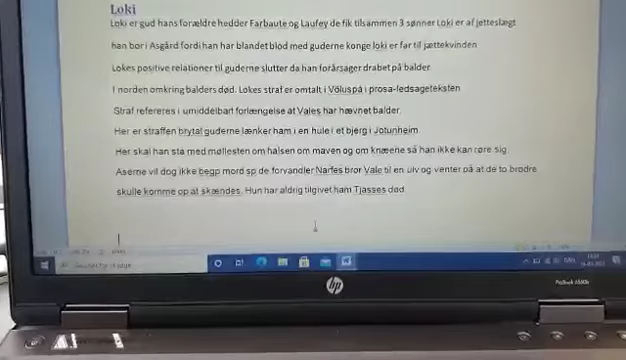 Loki
Loki er gud hans forældre hedder Farbaute og Laufey de fik tilsammen 3 sønner Loki er af jetteslægt
han bor i Asgård fordi han har blandet blod med guderne konge loki er far til jættekvinden
Lokes positive relationer til guderne slutter da han forårsager drabet på balder
I norden omkring balders død. Lokes straf er omtalt i Völuspá i prosa-ledsageteksten
Straf refereres i umiddelbart forlængelse at Vales har hævnet balder.
Her er straffen brytal guderne lænker ham i en hule i et bjerg i Jotunheim
Her skal han stå med møllesten om halsen om maven og om knæene så han ikke kan røre sig
Aserne vil dog ikke begp mord sp de forvandler Narfes bror Vale til en ulv og venter på at de to brødre
skulle komme op at skændes. Hun har aldrig tilgivet ham Tjasses død.
hp
ProBook